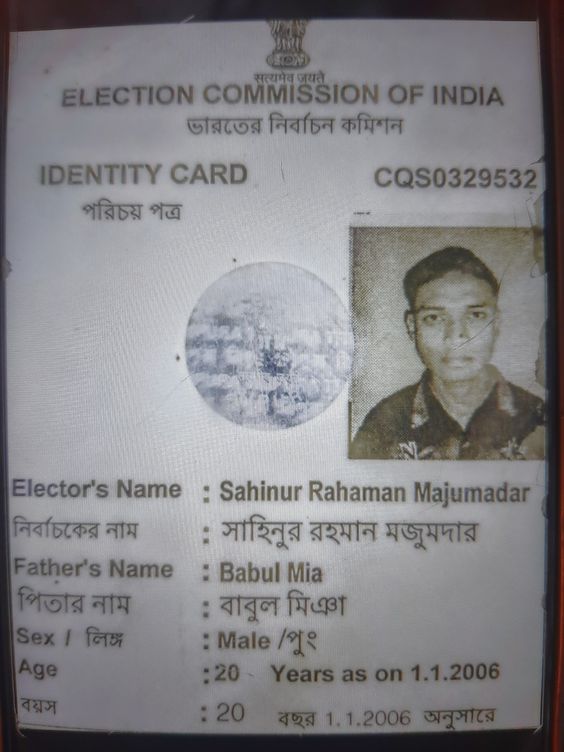 सत्यमेव जयते
ELECTION COMMISSION OF INDIA
ভারতের নির্বাচন কমিশন
IDENTITY CARD CQS0329532
পরিচয় পত্র
Elector's Name : Sahinur Rahaman Majumadar
নির্বাচকের নাম : সাহিনুর রহমান মজুমদার
Father's Name : Babul Mia
পিতার নাম : বাবুল মিঞা
Sex / লিঙ্গ : Male /পুং
Age :20 Years as on 1.1.2006
বয়স : 20 বছর 1.1.2006 অনুসারে